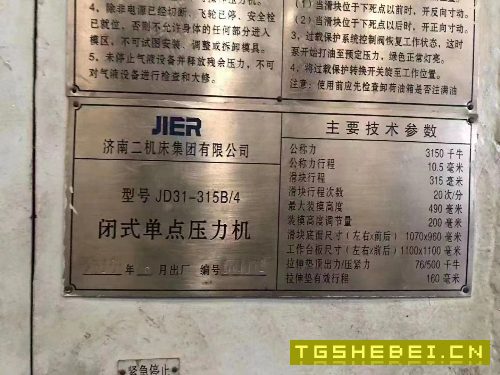 4、除非电源已经切断、飞轮已停、安全栓
已就位，否则不允许身体的任何部分进入
模区，不可试图安装、调整或拆卸模具。
5、未停止气液设备并释放残余压力，不可
对气液设备进行检查和大修。
1、当滑块位于下死点以前时，开反向寸动。
2、当滑块位于下死点以后时，开正向寸动。
3、过载保护系统控制阀恢复工作状态，这时
泵开始打油至预定压力，绿色正常灯亮。
4、将过载保护转换开关旋至工作位置。
注意：使用前应先检查卸荷油箱是否注满油
JIER
济南二机床集团有限公司
型号 JD31-315B/4
闭式单点压力机
年 月出厂 编号
主要技术参数
公称力 3150 千牛
公称力行程 10.5 毫米
滑块行程 315 毫米
滑块行程次数 20 次/分
最大装模高度 490 毫米
装模高度调节量 200 毫米
滑块底面尺寸（左右x前后） 1070x960 毫米
工作台板尺寸（左右x前后） 1100x1100 毫米
拉伸垫顶出力/压紧力 76/500 千牛
拉伸垫有效行程 160 毫米
紧急停止
TGSHEBEI.CN